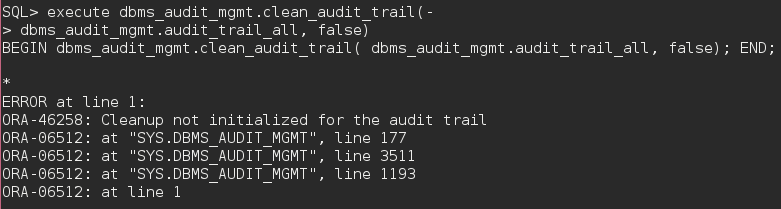 SQL> execute dbms_audit_mgmt.clean_audit_trail(-
> dbms_audit_mgmt.audit_trail_all, false)
BEGIN dbms_audit_mgmt.clean_audit_trail( dbms_audit_mgmt.audit_trail_all, false); END;
*
ERROR at line 1:
ORA-46258: Cleanup not initialized for the audit trail
ORA-06512: at "SYS.DBMS_AUDIT_MGMT", line 177
ORA-06512: at "SYS.DBMS_AUDIT_MGMT", line 3511
ORA-06512: at "SYS.DBMS_AUDIT_MGMT", line 1193
ORA-06512: at line 1